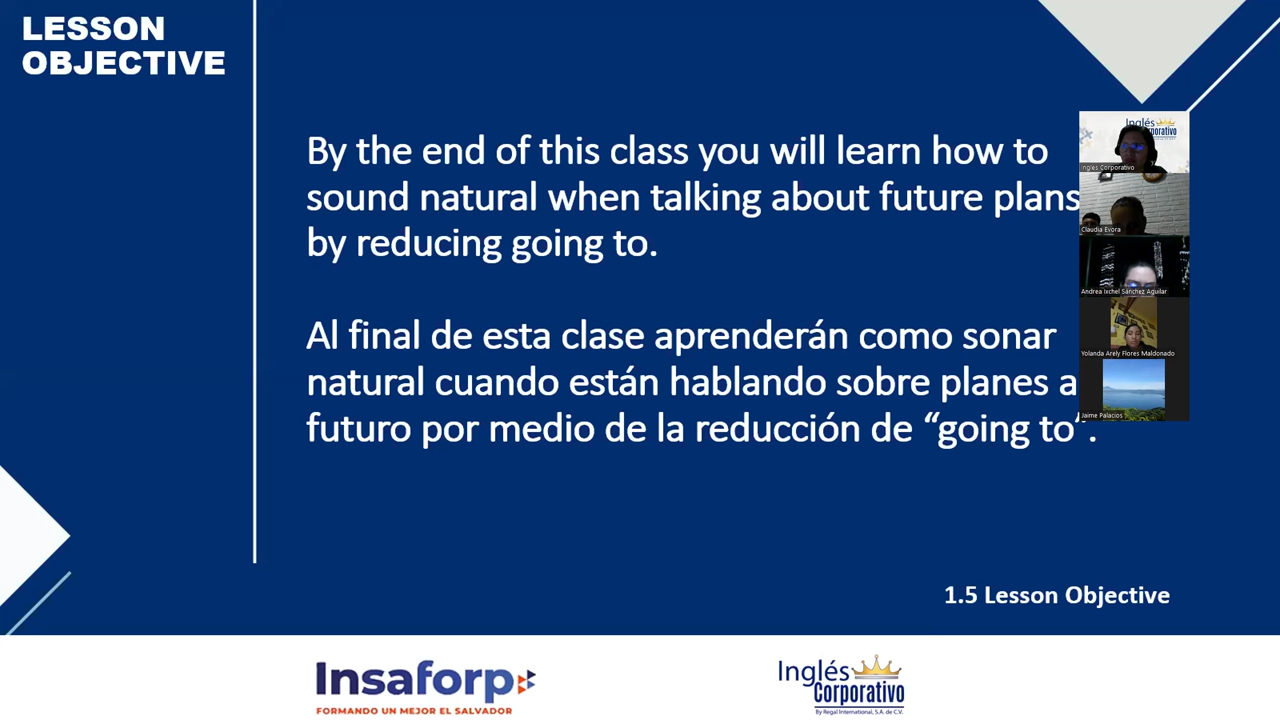 LESSON
OBJECTIVE
By the end of this class you will learn how to
sound natural when talking about future plans
by reducing going to.
Al final de esta clase aprenderán como sonar
natural cuando están hablando sobre planes a
futuro por medio de la reducción de “going to”.
Inglés
Corporativo
Ingles Corporativo
Claudia Evora
Andrea Ixchel Sánchez Aguilar
Yolanda Arely Flores Maldonado
Jaime Palacios
1.5 Lesson Objective
Insaforp
FORMANDO UN MEJOR EL SALVADOR
Inglés
Corporativo
By Regal International, S.A. de C.V.